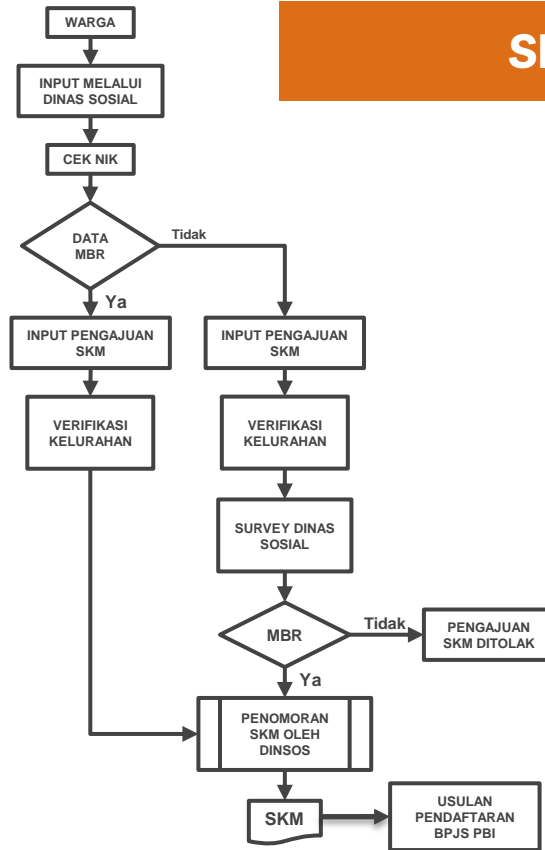 WARGA
INPUT MELALUI
DINAS SOSIAL
CEK NIK
DATA
MBR
Tidak
Ya
INPUT PENGAJUAN
SKM
INPUT PENGAJUAN
SKM
VERIFIKASI
KELURAHAN
VERIFIKASI
KELURAHAN
SURVEY DINAS
SOSIAL
MBR
Tidak
PENGAJUAN
SKM DITOLAK
Ya
PENOMORAN
SKM OLEH
DINSOS
SKM
USULAN
PENDAFTARAN
BPJS PBI